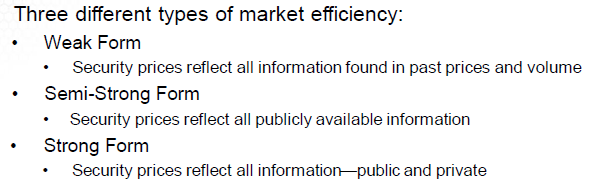 Three different types of market efficiency:
• Weak Form
• Security prices reflect all information found in past prices and volume
• Semi-Strong Form
• Security prices reflect all publicly available information
• Strong Form
• Security prices reflect all information—public and private